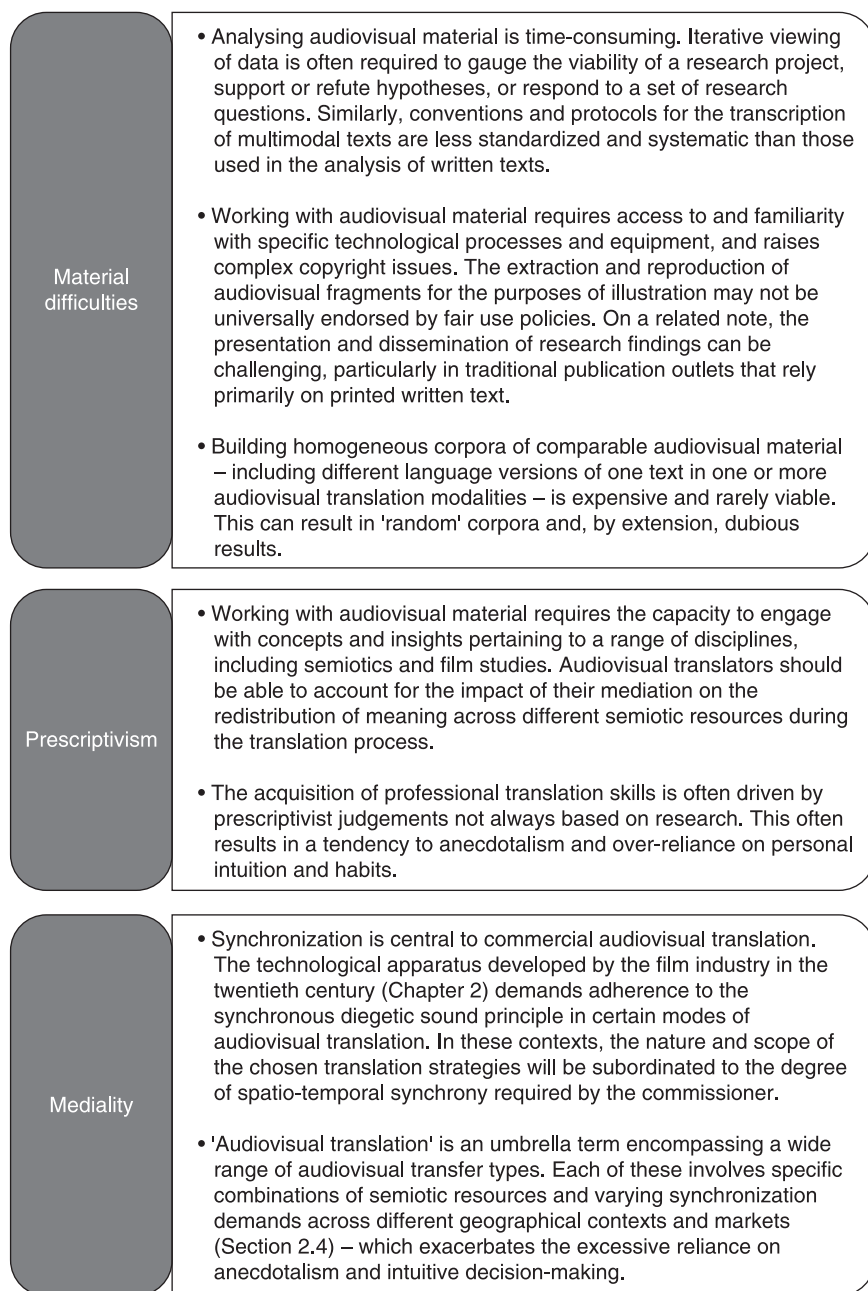 Material
difficulties
• Analysing audiovisual material is time-consuming. Iterative viewing
of data is often required to gauge the viability of a research project,
support or refute hypotheses, or respond to a set of research
questions. Similarly, conventions and protocols for the transcription
of multimodal texts are less standardized and systematic than those
used in the analysis of written texts.
• Working with audiovisual material requires access to and familiarity
with specific technological processes and equipment, and raises
complex copyright issues. The extraction and reproduction of
audiovisual fragments for the purposes of illustration may not be
universally endorsed by fair use policies. On a related note, the
presentation and dissemination of research findings can be
challenging, particularly in traditional publication outlets that rely
primarily on printed written text.
• Building homogeneous corpora of comparable audiovisual material
– including different language versions of one text in one or more
audiovisual translation modalities – is expensive and rarely viable.
This can result in 'random' corpora and, by extension, dubious
results.
Prescriptivism
• Working with audiovisual material requires the capacity to engage
with concepts and insights pertaining to a range of disciplines,
including semiotics and film studies. Audiovisual translators should
be able to account for the impact of their mediation on the
redistribution of meaning across different semiotic resources during
the translation process.
• The acquisition of professional translation skills is often driven by
prescriptivist judgements not always based on research. This often
results in a tendency to anecdotalism and over-reliance on personal
intuition and habits.
Mediality
• Synchronization is central to commercial audiovisual translation.
The technological apparatus developed by the film industry in the
twentieth century (Chapter 2) demands adherence to the
synchronous diegetic sound principle in certain modes of
audiovisual translation. In these contexts, the nature and scope of
the chosen translation strategies will be subordinated to the degree
of spatio-temporal synchrony required by the commissioner.
• 'Audiovisual translation' is an umbrella term encompassing a wide
range of audiovisual transfer types. Each of these involves specific
combinations of semiotic resources and varying synchronization
demands across different geographical contexts and markets
(Section 2.4) – which exacerbates the excessive reliance on
anecdotalism and intuitive decision-making.